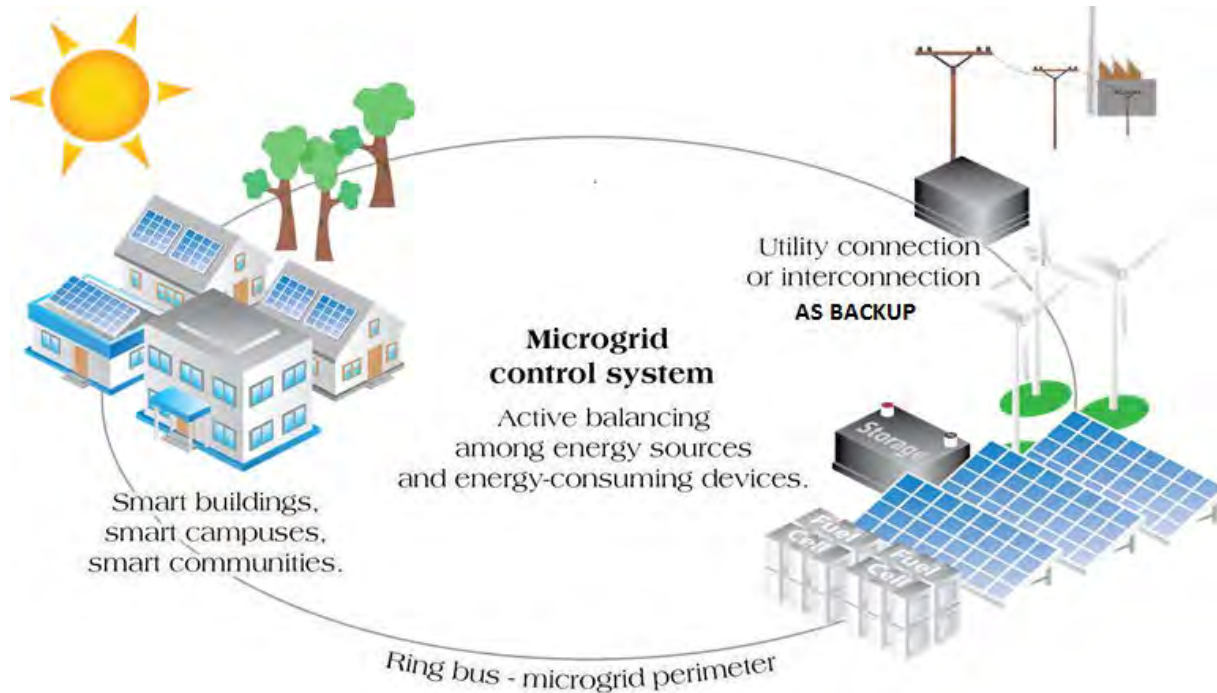 Utility connection
or interconnection
AS BACKUP
Microgrid
control system
Active balancing
among energy sources
and energy-consuming devices.
Storage
Smart buildings,
smart campuses,
smart communities.
Fuel
Cell
Fuel
Cell
Ring bus - microgrid perimeter